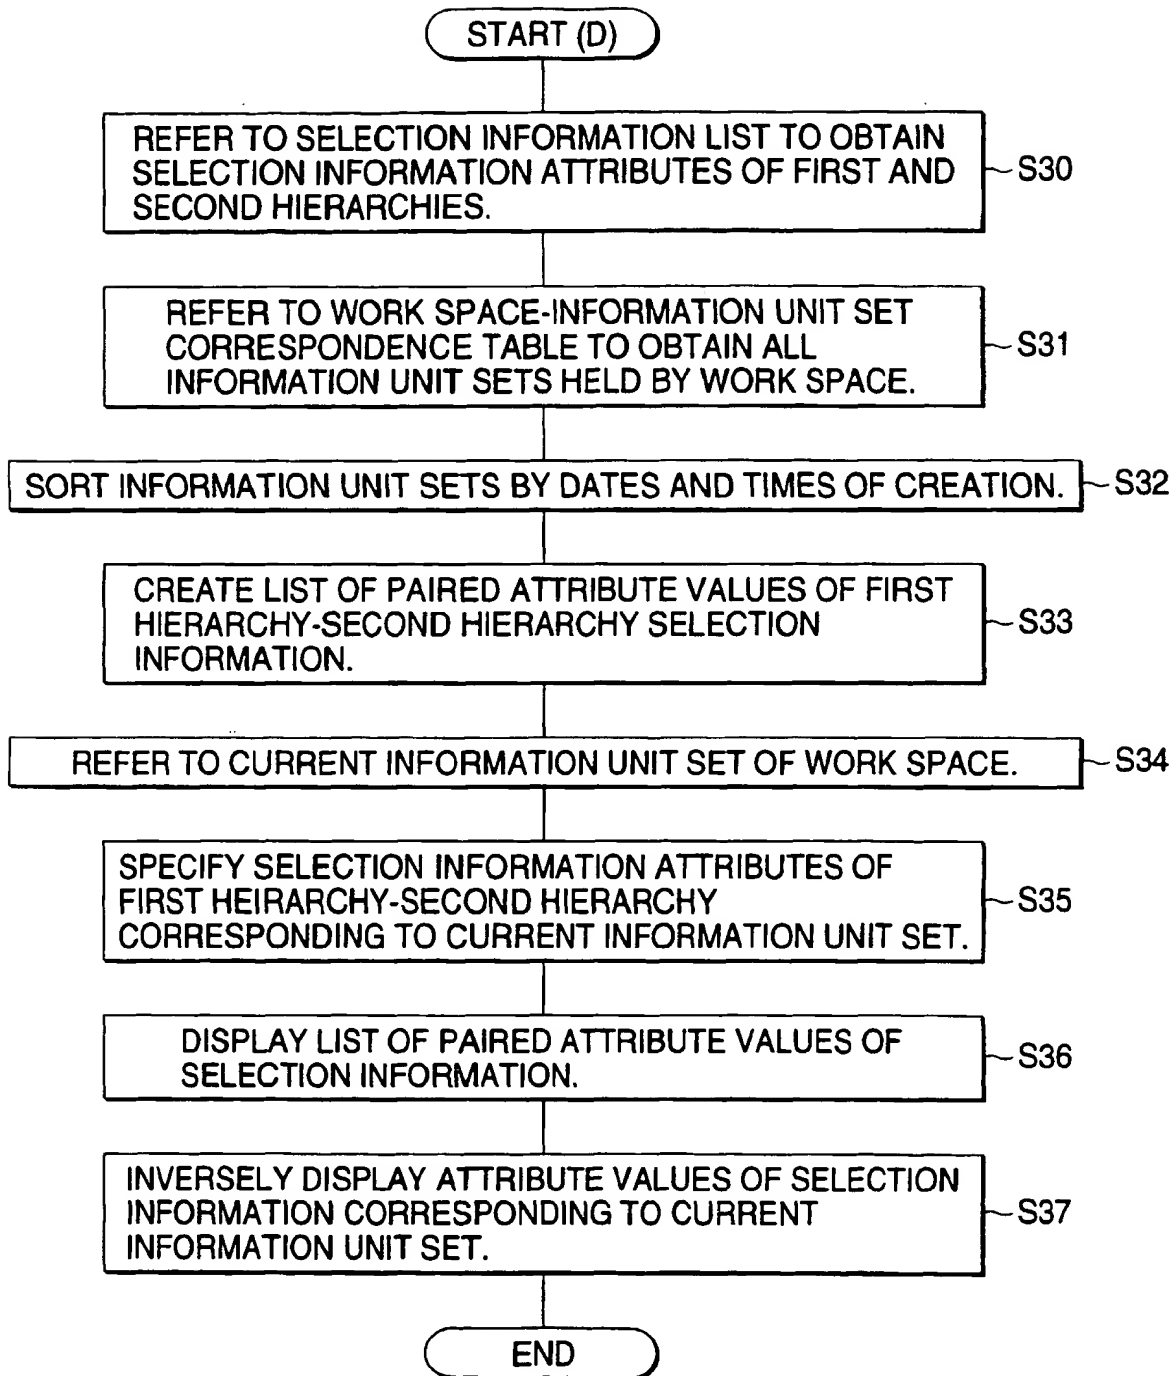 START (D)
REFER TO SELECTION INFORMATION LIST TO OBTAIN
SELECTION INFORMATION ATTRIBUTES OF FIRST AND
SECOND HIERARCHIES.
S30
REFER TO WORK SPACE-INFORMATION UNIT SET
CORRESPONDENCE TABLE TO OBTAIN ALL
INFORMATION UNIT SETS HELD BY WORK SPACE.
S31
SORT INFORMATION UNIT SETS BY DATES AND TIMES OF CREATION.
S32
CREATE LIST OF PAIRED ATTRIBUTE VALUES OF FIRST
HIERARCHY-SECOND HIERARCHY SELECTION
INFORMATION.
S33
REFER TO CURRENT INFORMATION UNIT SET OF WORK SPACE.
S34
SPECIFY SELECTION INFORMATION ATTRIBUTES OF
FIRST HEIRARCHY-SECOND HIERARCHY
CORRESPONDING TO CURRENT INFORMATION UNIT SET.
S35
DISPLAY LIST OF PAIRED ATTRIBUTE VALUES OF
SELECTION INFORMATION.
S36
INVERSELY DISPLAY ATTRIBUTE VALUES OF SELECTION
INFORMATION CORRESPONDING TO CURRENT
INFORMATION UNIT SET.
S37
END